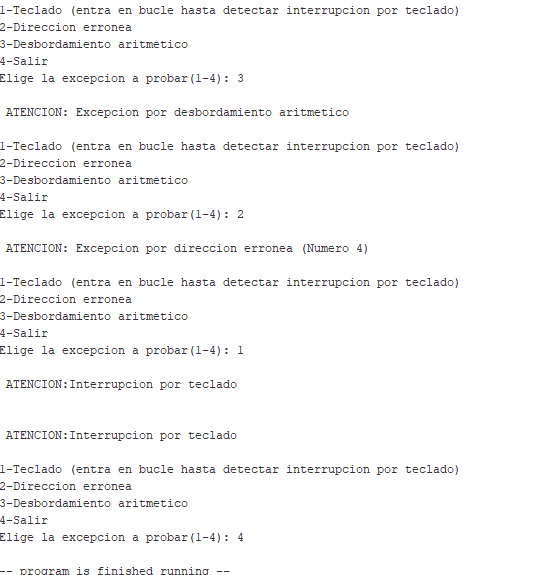 1-Teclado (entra en bucle hasta detectar interrupcion por teclado)
2-Direccion erronea
3-Desbordamiento aritmetico
4-Salir
Elige la excepcion a probar(1-4): 3
ATENCION: Excepcion por desbordamiento aritmetico
1-Teclado (entra en bucle hasta detectar interrupcion por teclado)
2-Direccion erronea
3-Desbordamiento aritmetico
4-Salir
Elige la excepcion a probar(1-4): 2
ATENCION: Excepcion por direccion erronea (Numero 4)
1-Teclado (entra en bucle hasta detectar interrupcion por teclado)
2-Direccion erronea
3-Desbordamiento aritmetico
4-Salir
Elige la excepcion a probar(1-4): 1
ATENCION:Interrupcion por teclado
ATENCION:Interrupcion por teclado
1-Teclado (entra en bucle hasta detectar interrupcion por teclado)
2-Direccion erronea
3-Desbordamiento aritmetico
4-Salir
Elige la excepcion a probar(1-4): 4
-- program is finished running --